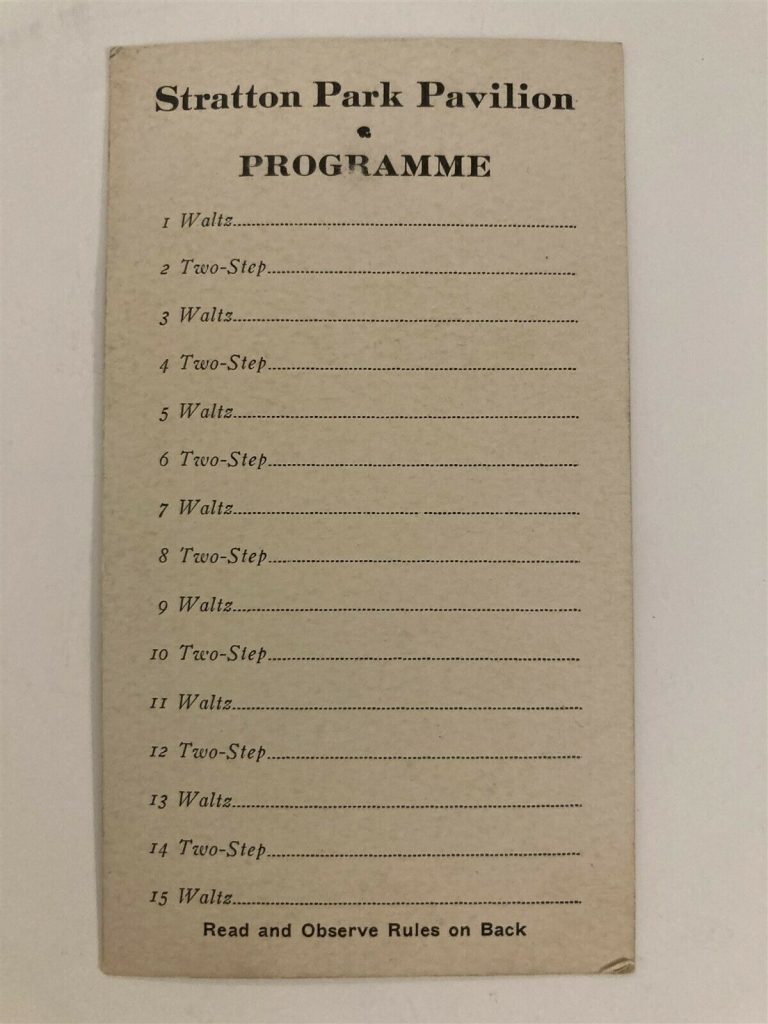 Stratton Park Pavilion
PROGRAMME
1 Waltz
2 Two-Step
3 Waltz
4 Two-Step
5 Waltz
6 Two-Step
7 Waltz
8 Two-Step
9 Waltz
10 Two-Step
11 Waltz
12 Two-Step
13 Waltz
14 Two-Step
15 Waltz
Read and Observe Rules on Back